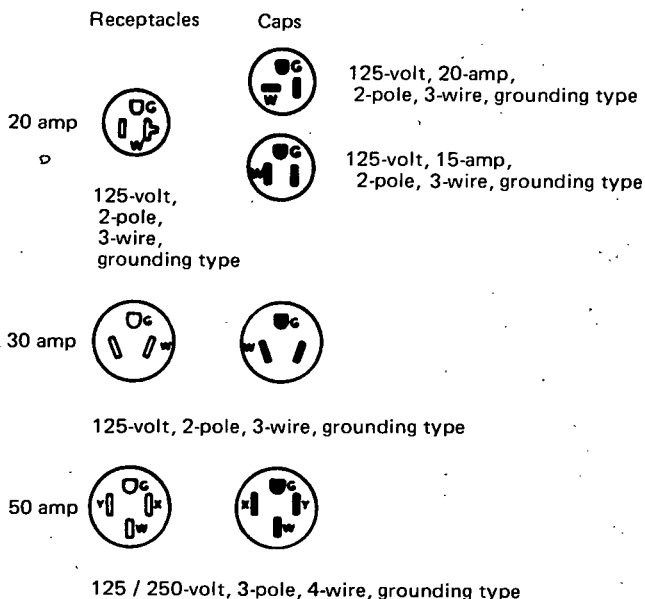 Receptacles Caps
G
W
20 amp
125-volt,
2-pole,
3-wire,
grounding type
G
W
125-volt, 20-amp,
2-pole, 3-wire, grounding type
G
W
125-volt, 15-amp,
2-pole, 3-wire, grounding type
30 amp
G
W
G
W
125-volt, 2-pole, 3-wire, grounding type
50 amp
G
Y X
W
G
X Y
W
125 / 250-volt, 3-pole, 4-wire, grounding type